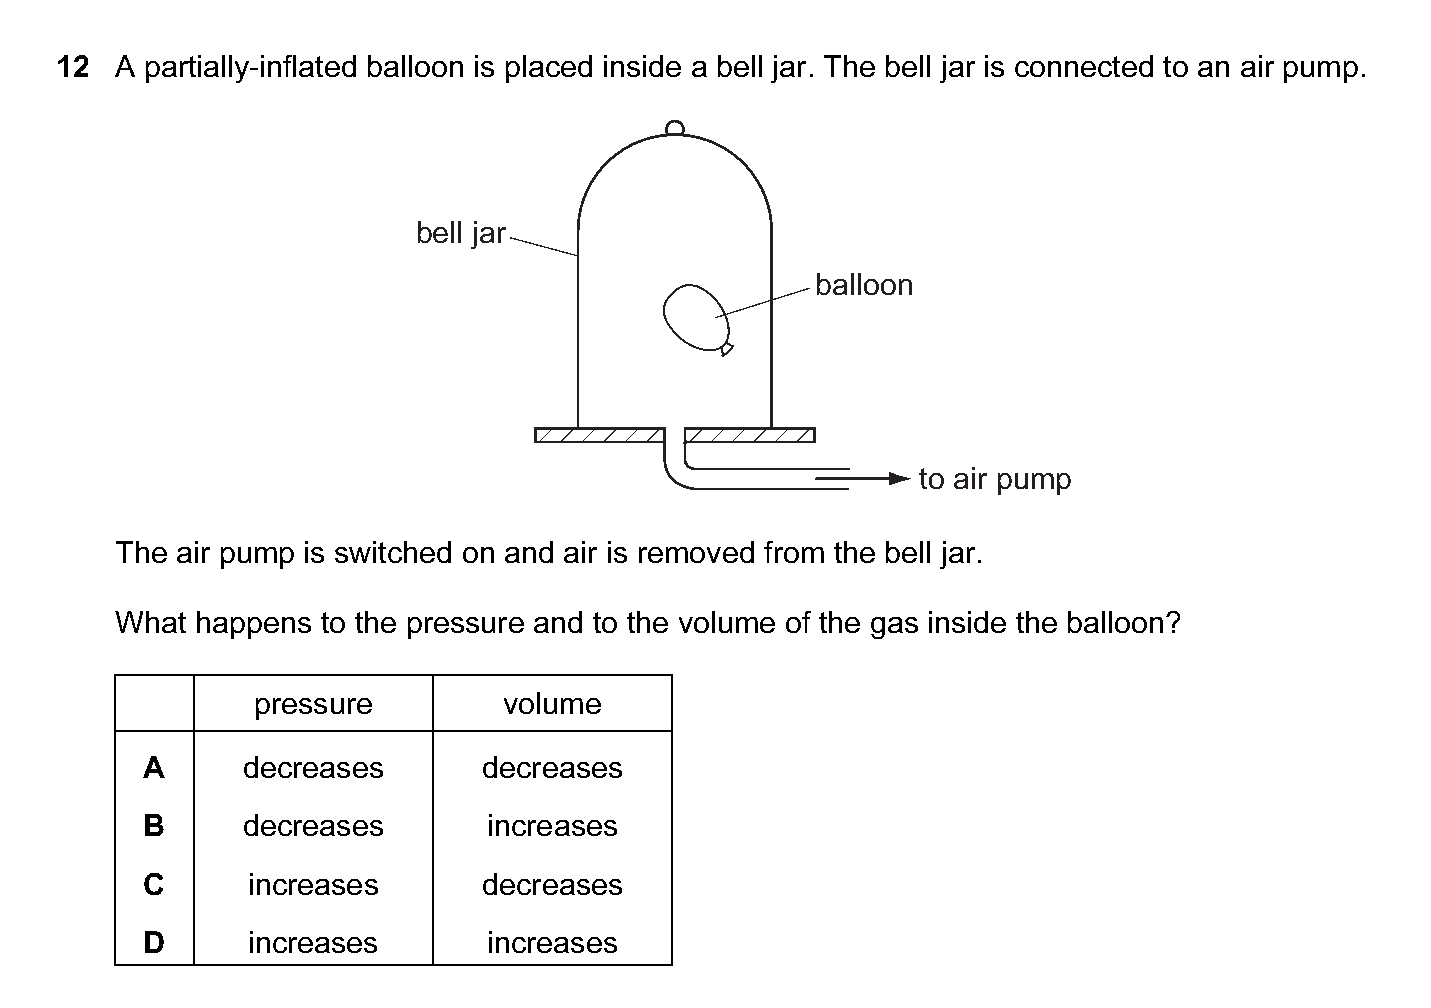 12 A partially-inflated balloon is placed inside a bell jar. The bell jar is connected to an air pump.
bell jar
balloon
to air pump
The air pump is switched on and air is removed from the bell jar.
What happens to the pressure and to the volume of the gas inside the balloon?
pressure volume
A decreases decreases
B decreases increases
C increases decreases
D increases increases